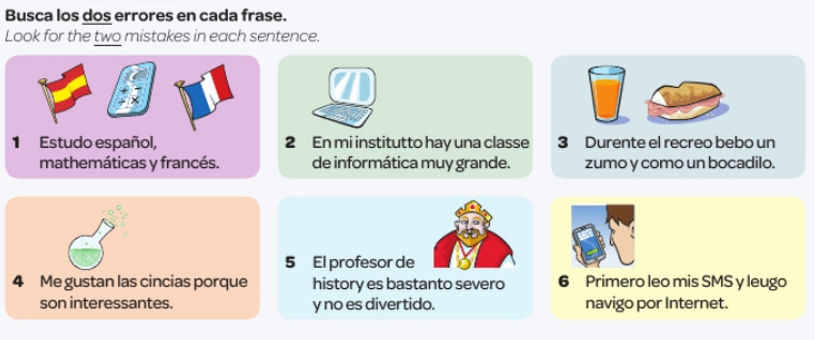 Busca los dos errores en cada frase.
Look for the two mistakes in each sentence.
1 Estudo español,
mathemáticas y francés.
2 En mi institutto hay una classe
de informática muy grande.
3 Durente el recreo bebo un
zumo y como un bocadilo.
4 Me gustan las cincias porque
son interessantes.
5 El profesor de
history es bastanto severo
y no es divertido.
6 Primero leo mis SMS y leugo
navigo por Internet.